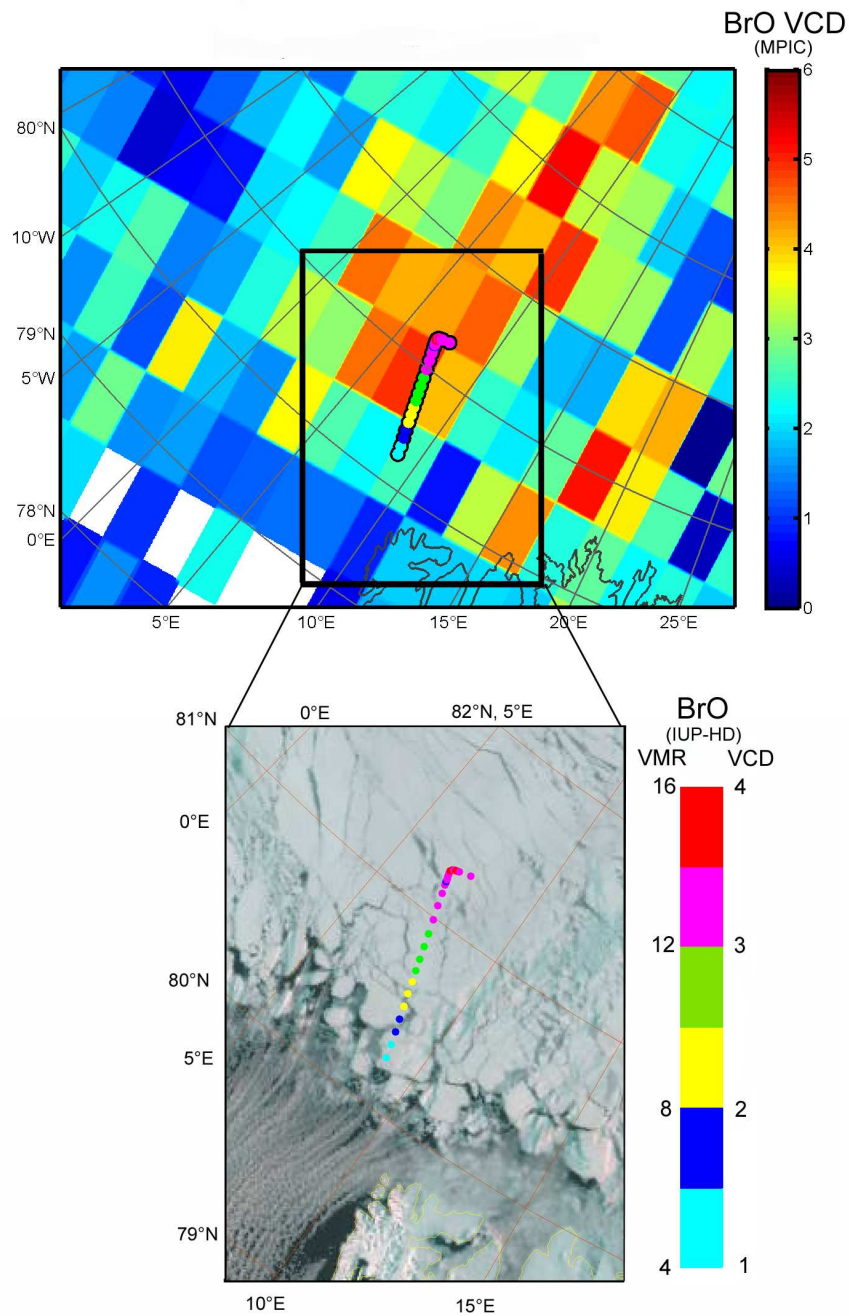 BrO VCD
(MPIC)
6
5
4
3
2
1
0
80°N
10°W
79°N
5°W
78°N
0°E
5°E
10°E
15°E
20°E
25°E
81°N
0°E
82°N, 5°E
0°E
80°N
5°E
79°N
10°E
15°E
BrO
(IUP-HD)
VMR VCD
16 4
12 3
8 2
4 1